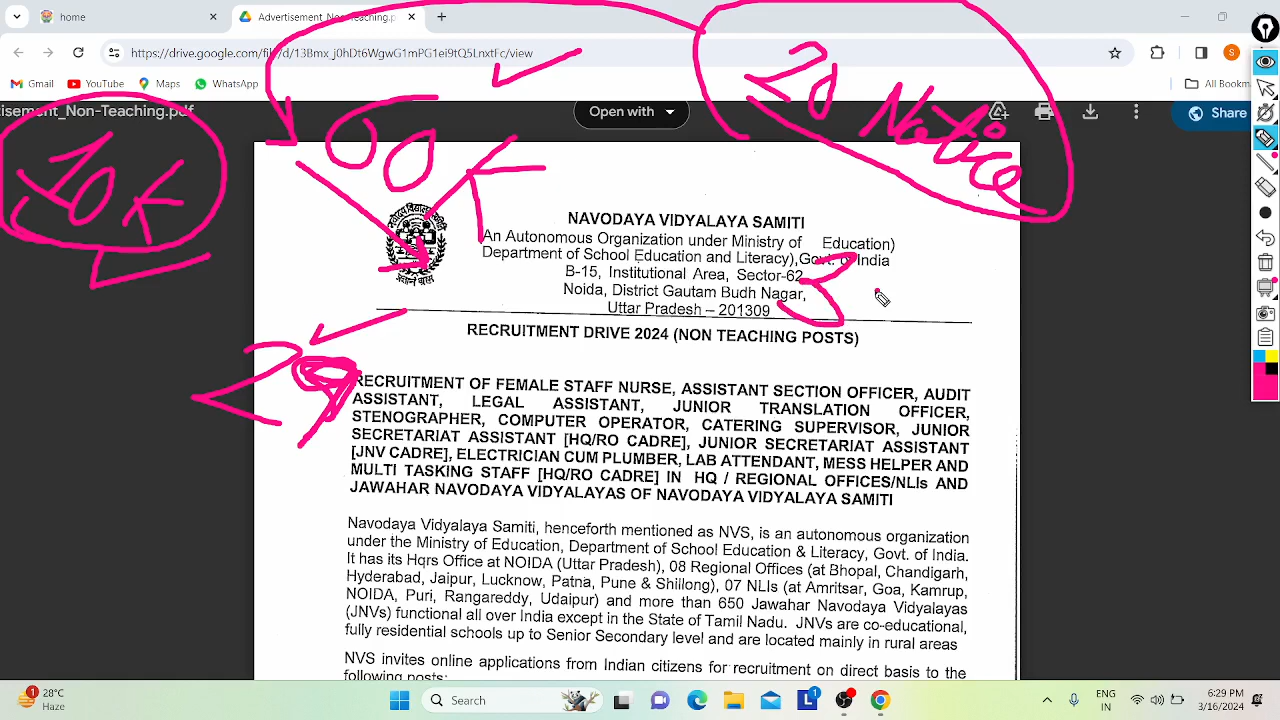 home
Advertisement_Non-Teaching.p
https://drive.google.com/file/d/13Bmx_j0hDt6WgwG1mPG1ei9tQ5LnxtFc/view
S
Gmail
YouTube
Maps
WhatsApp
All Bookma
isement_Non-Teaching.pdf
Open with
Share
10 Notice
10 K
K
NAVODAYA VIDYALAYA SAMITI
An Autonomous Organization under Ministry of Education)
Department of School Education and Literacy),Govt. of India
B-15, Institutional Area, Sector-62
Noida, District Gautam Budh Nagar,
Uttar Pradesh – 201309
3
RECRUITMENT DRIVE 2024 (NON TEACHING POSTS)
RECRUITMENT OF FEMALE STAFF NURSE, ASSISTANT SECTION OFFICER, AUDIT
ASSISTANT, LEGAL ASSISTANT, JUNIOR TRANSLATION OFFICER,
STENOGRAPHER, COMPUTER OPERATOR, CATERING SUPERVISOR, JUNIOR
SECRETARIAT ASSISTANT [HQ/RO CADRE], JUNIOR SECRETARIAT ASSISTANT
[JNV CADRE], ELECTRICIAN CUM PLUMBER, LAB ATTENDANT, MESS HELPER AND
MULTI TASKING STAFF [HQ/RO CADRE] IN HQ / REGIONAL OFFICES/NLIs AND
JAWAHAR NAVODAYA VIDYALAYAS OF NAVODAYA VIDYALAYA SAMITI
Navodaya Vidyalaya Samiti, henceforth mentioned as NVS, is an autonomous organization
under the Ministry of Education, Department of School Education & Literacy, Govt. of India.
It has its Hqrs Office at NOIDA (Uttar Pradesh), 08 Regional Offices (at Bhopal, Chandigarh,
Hyderabad, Jaipur, Lucknow, Patna, Pune & Shillong), 07 NLIs (at Amritsar, Goa, Kamrup,
NOIDA, Puri, Rangareddy, Udaipur) and more than 650 Jawahar Navodaya Vidyalayas
(JNVs) functional all over India except in the State of Tamil Nadu. JNVs are co-educational,
fully residential schools up to Senior Secondary level and are located mainly in rural areas
NVS invites online applications from Indian citizens for recruitment on direct basis to the
following posts:
1
28°C
Haze
Search
1
ENG
IN
6:29 PM
3/16/2024